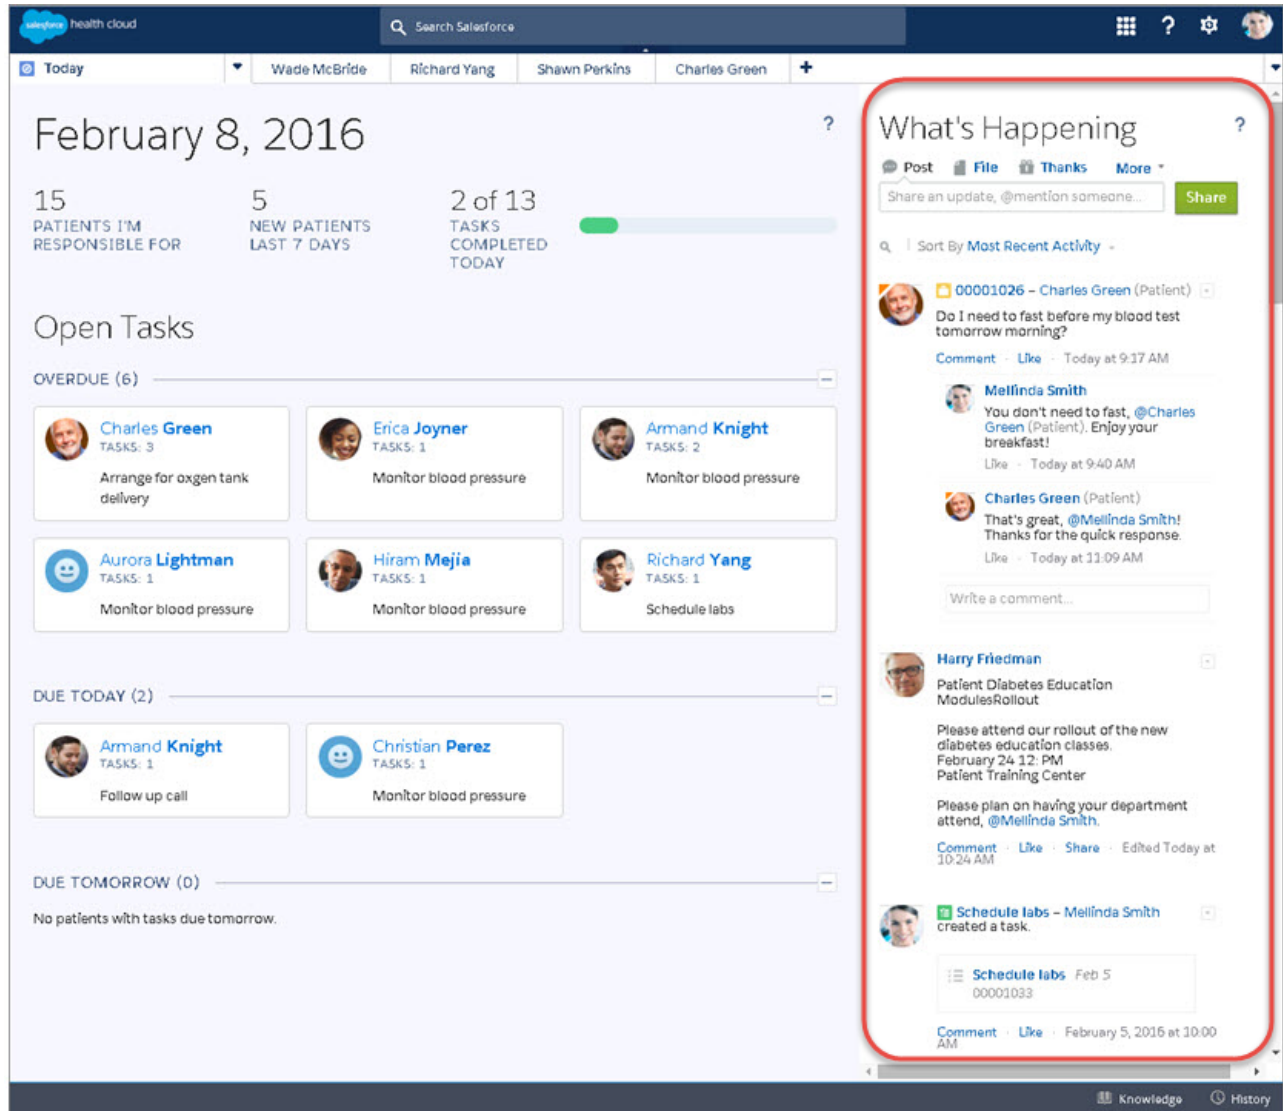 salesforce health cloud
Search Salesforce
?
Today
Wade McBride
Richard Yang
Shawn Perkins
Charles Green
+
February 8, 2016
?
15
PATIENTS I'M
RESPONSIBLE FOR
5
NEW PATIENTS
LAST 7 DAYS
2 of 13
TASKS
COMPLETED
TODAY
Open Tasks
OVERDUE (6)
Charles Green
TASKS: 3
Arrange for oxgen tank
delivery
Erica Joyner
TASKS: 1
Monitor blood pressure
Armand Knight
TASKS: 2
Monitor blood pressure
Aurora Lightman
TASKS: 1
Monitor blood pressure
Hiram Mejia
TASKS: 1
Monitor blood pressure
Richard Yang
TASKS: 1
Schedule labs
DUE TODAY (2)
Armand Knight
TASKS: 1
Follow up call
Christian Perez
TASKS: 1
Monitor blood pressure
DUE TOMORROW (0)
No patients with tasks due tomorrow.
What's Happening
?
Post File Thanks More
Share an update, @mention someone...
Share
Sort By Most Recent Activity
00001026 – Charles Green (Patient)
Do I need to fast before my blood test
tomorrow morning?
Comment · Like · Today at 9:17 AM
Mellinda Smith
You don't need to fast, @Charles
Green (Patient). Enjoy your
breakfast!
Like · Today at 9:40 AM
Charles Green (Patient)
That's great, @Mellinda Smith!
Thanks for the quick response.
Like · Today at 11:09 AM
Write a comment...
Harry Friedman
Patient Diabetes Education
ModulesRollout
Please attend our rollout of the new
diabetes education classes.
February 24 12: PM
Patient Training Center
Please plan on having your department
attend, @Mellinda Smith.
Comment · Like · Share · Edited Today at
10:24 AM
Schedule labs – Mellinda Smith
created a task.
Schedule labs Feb 5
00001033
Comment · Like · February 5, 2016 at 10:00
AM
Knowledge
History